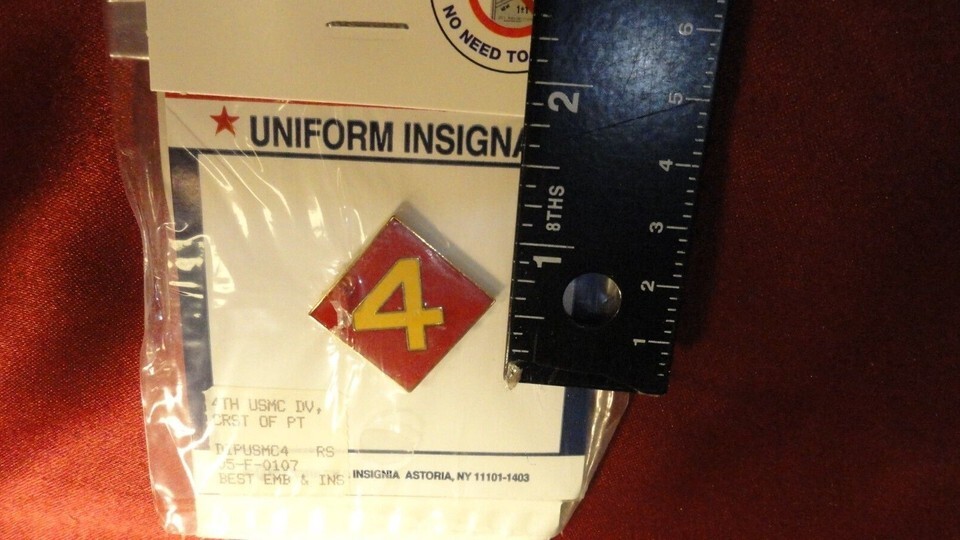 NO NEED TO
★ UNIFORM INSIGNA
4
4TH USMC DV,
CRST OF PT
RS
05-F-0107
BEST EMB & INS
INSIGNIA ASTORIA, NY 11101-1403
2
8THS
1
6
5
4
3
2
1